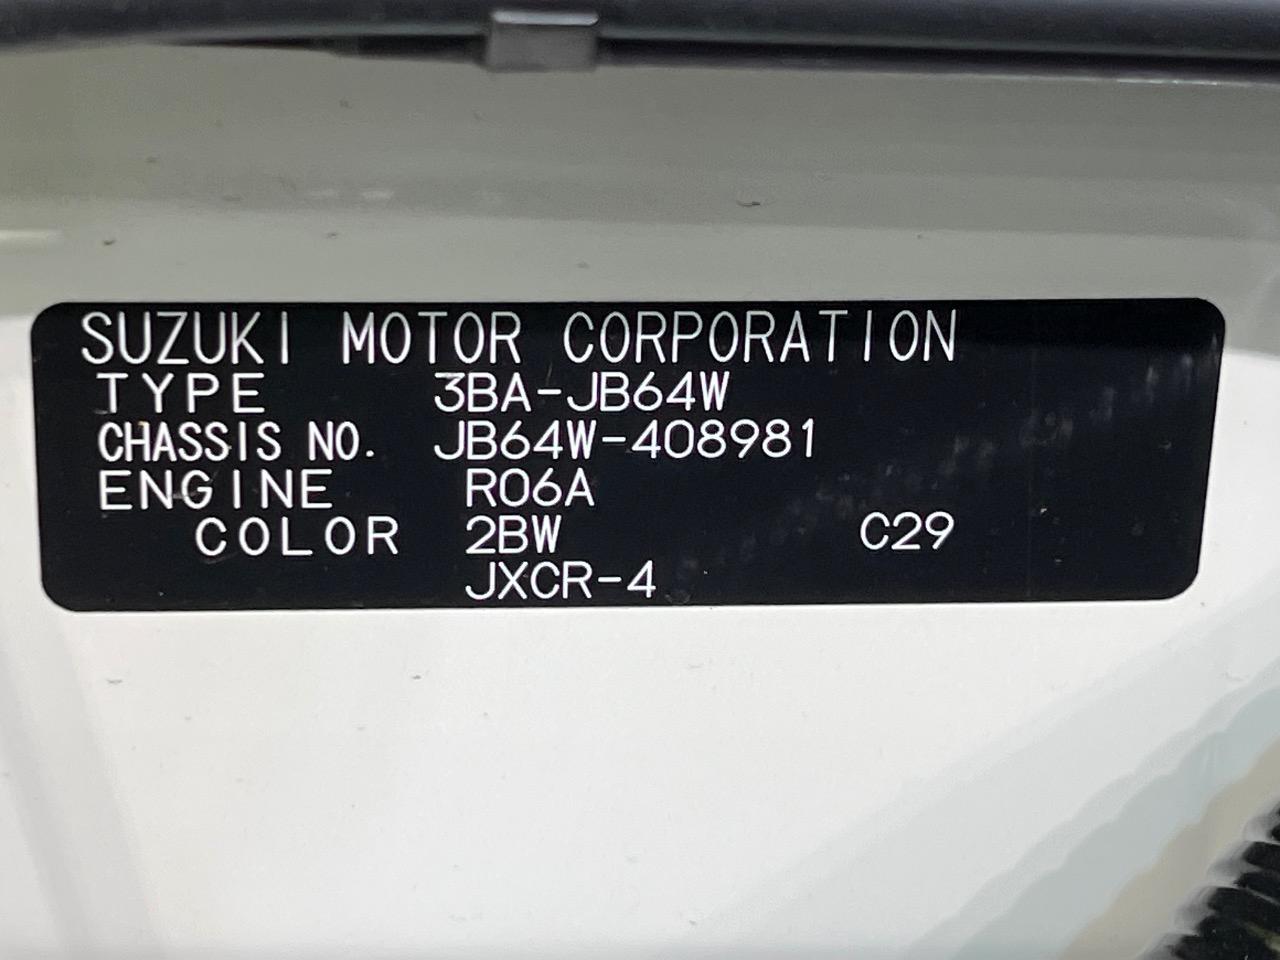 SUZUKI MOTOR CORPORATION
TYPE 3BA-JB64W
CHASSIS NO. JB64W-408981
ENGINE R06A
COLOR 2BW C29
JXCR-4